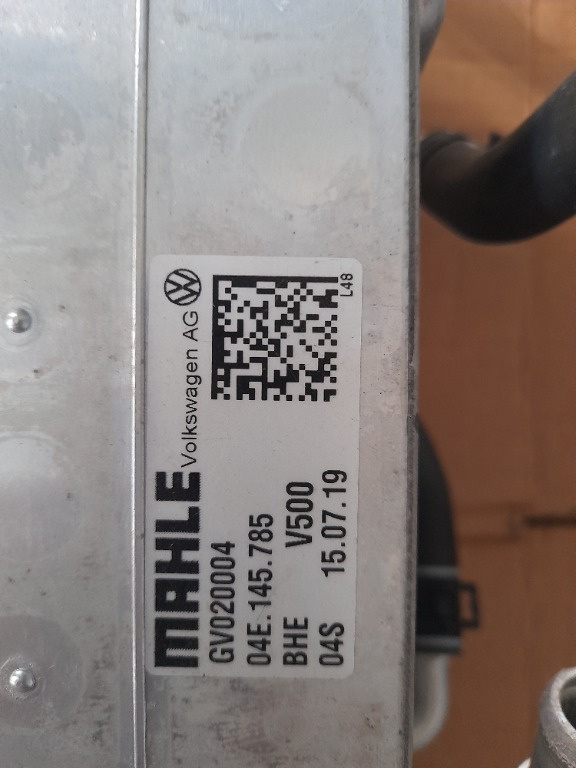 MAHLE Volkswagen AG
GV020004
04E.145.785
BHE V500
04S 15.07.19
L48